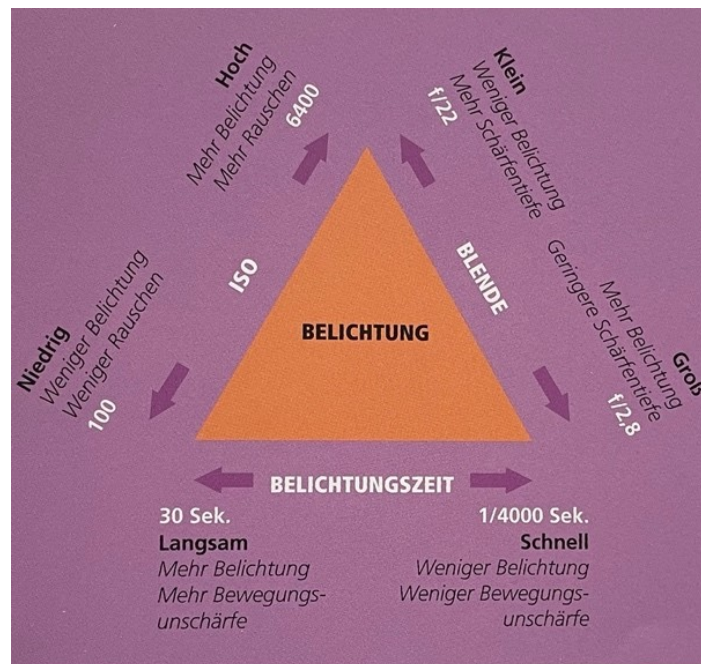 Hoch
Mehr Belichtung
Mehr Rauschen
6400
Klein
Weniger Belichtung
Mehr Schärfentiefe
f/22
ISO
BLENDE
Niedrig
Weniger Belichtung
Weniger Rauschen
100
Groß
Mehr Belichtung
Geringere Schärfentiefe
f/2,8
BELICHTUNG
BELICHTUNGSZEIT
30 Sek.
Langsam
Mehr Belichtung
Mehr Bewegungs-
unschärfe
1/4000 Sek.
Schnell
Weniger Belichtung
Weniger Bewegungs-
unschärfe